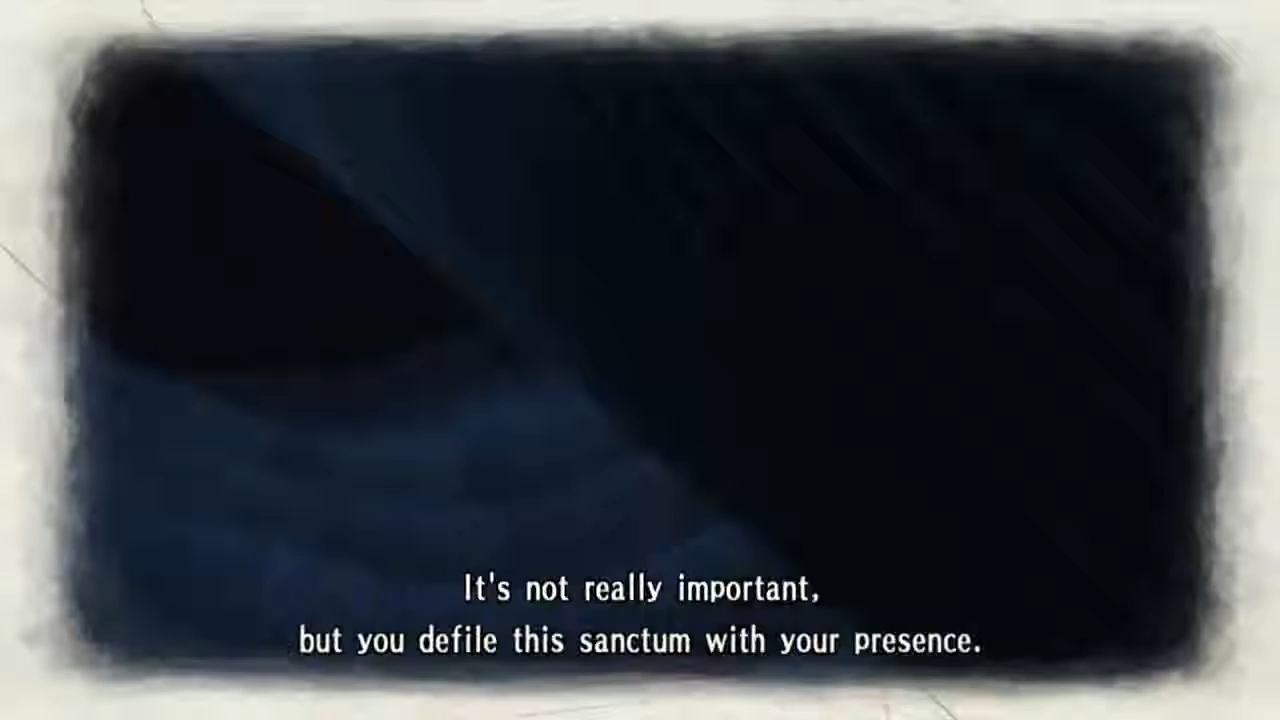 It's not really important,
but you defile this sanctum with your presence.